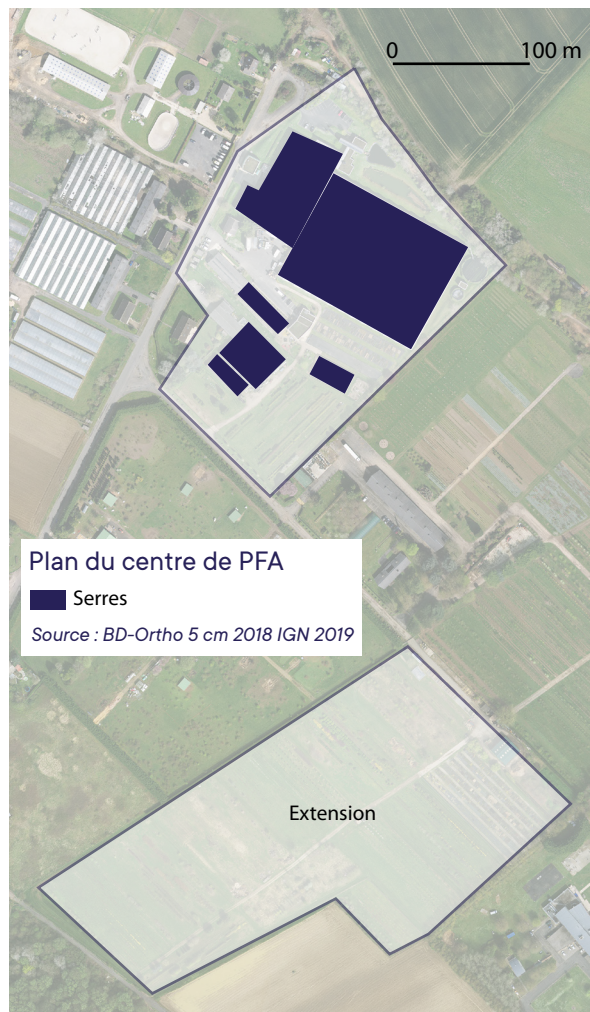 0 100 m
Plan du centre de PFA
Serres
Source : BD-Ortho 5 cm 2018 IGN 2019
Extension